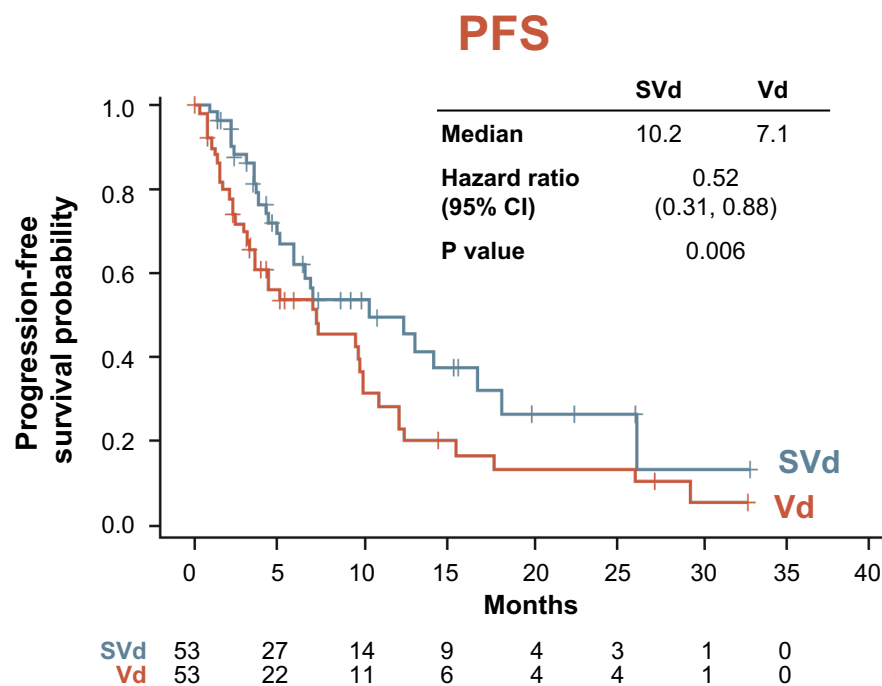 PFS
SVd Vd
Median 10.2 7.1
Hazard ratio 0.52
(95% CI) (0.31, 0.88)
P value 0.006
Progression-free
survival probability
1.0
0.8
0.6
0.4
0.2
0.0
SVd
Vd
0 5 10 15 20 25 30 35 40
Months
SVd 53 27 14 9 4 3 1 0
Vd 53 22 11 6 4 4 1 0